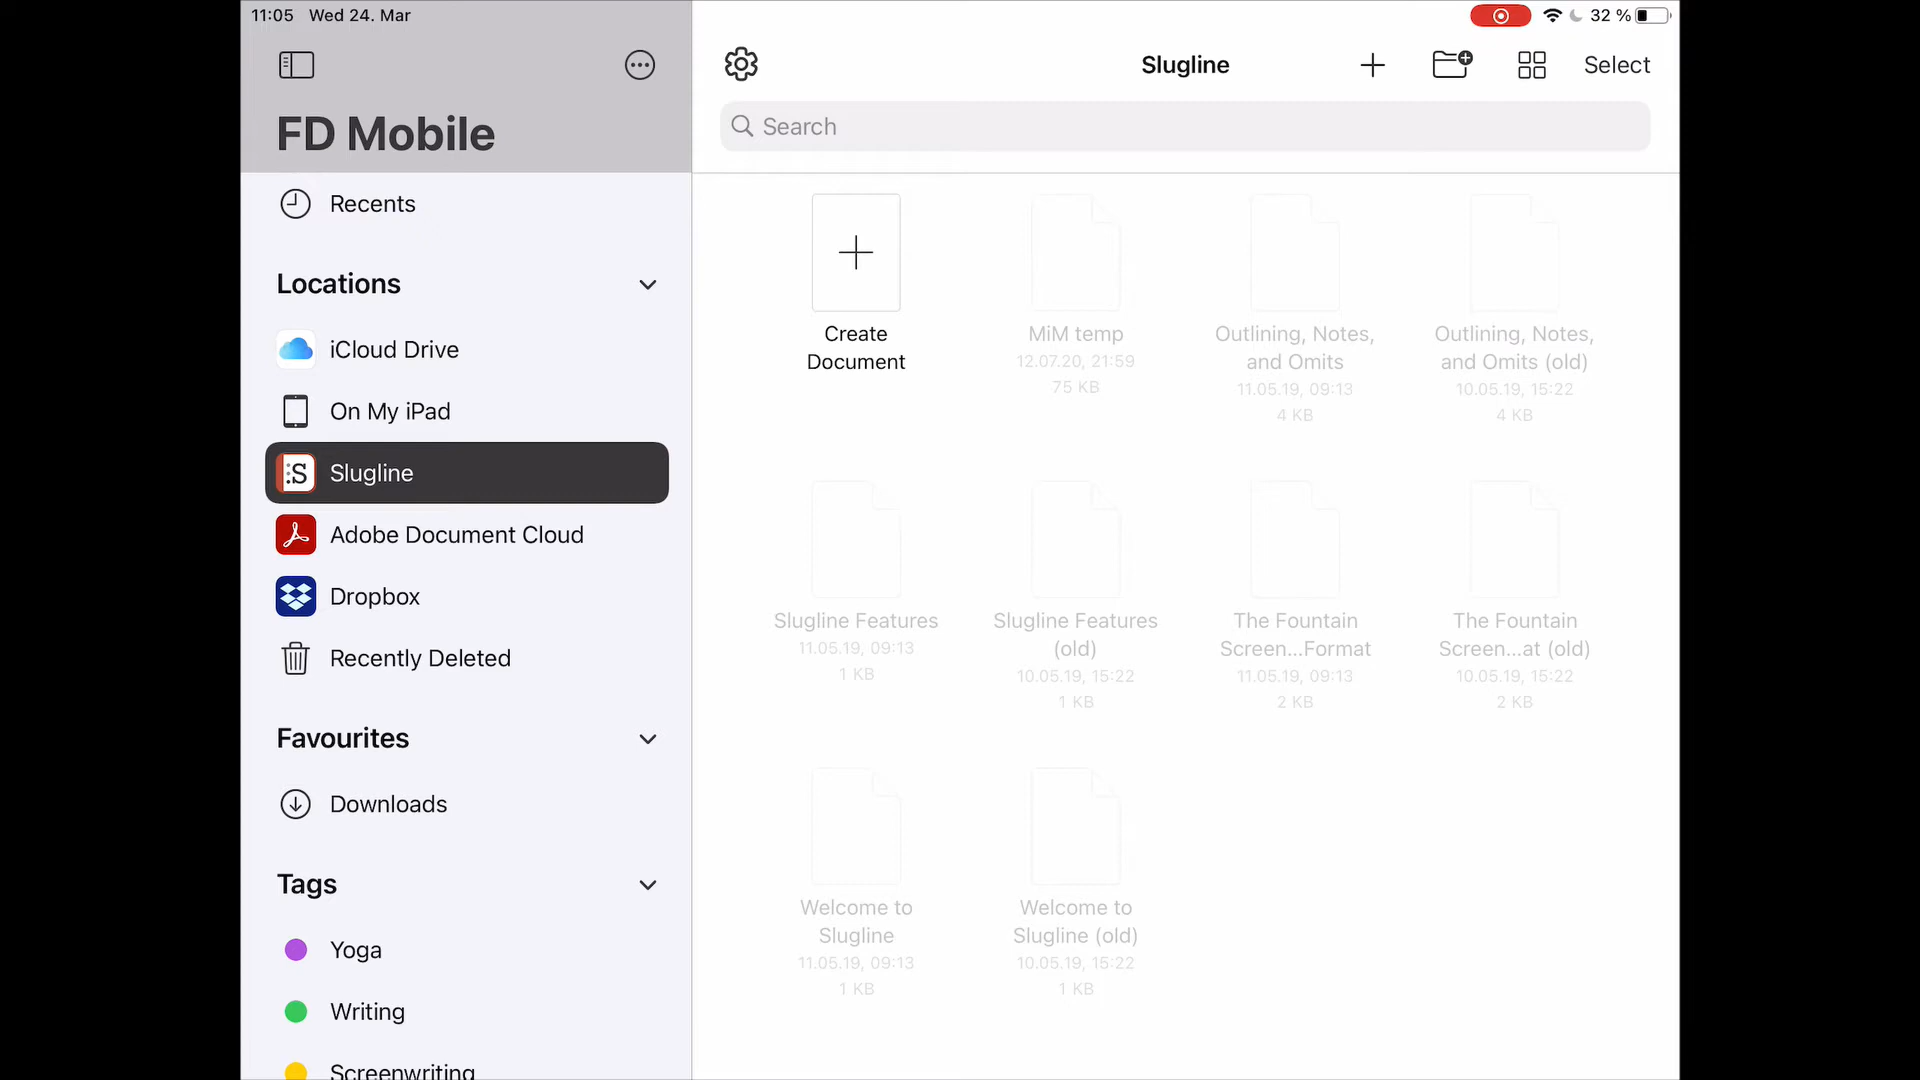 11:05 Wed 24. Mar
32 %
FD Mobile
Recents
Locations
iCloud Drive
On My iPad
Slugline
Adobe Document Cloud
Dropbox
Recently Deleted
Favourites
Downloads
Tags
Yoga
Writing
Screenwriting
Slugline
Select
Search
Create
Document
MiM temp
12.07.20, 21:59
75 KB
Outlining, Notes,
and Omits
11.05.19, 09:13
4 KB
Outlining, Notes,
and Omits (old)
10.05.19, 15:22
4 KB
Slugline Features
11.05.19, 09:13
1 KB
Slugline Features
(old)
10.05.19, 15:22
1 KB
The Fountain
Screen...Format
11.05.19, 09:13
2 KB
The Fountain
Screen...at (old)
10.05.19, 15:22
2 KB
Welcome to
Slugline
11.05.19, 09:13
1 KB
Welcome to
Slugline (old)
10.05.19, 15:22
1 KB